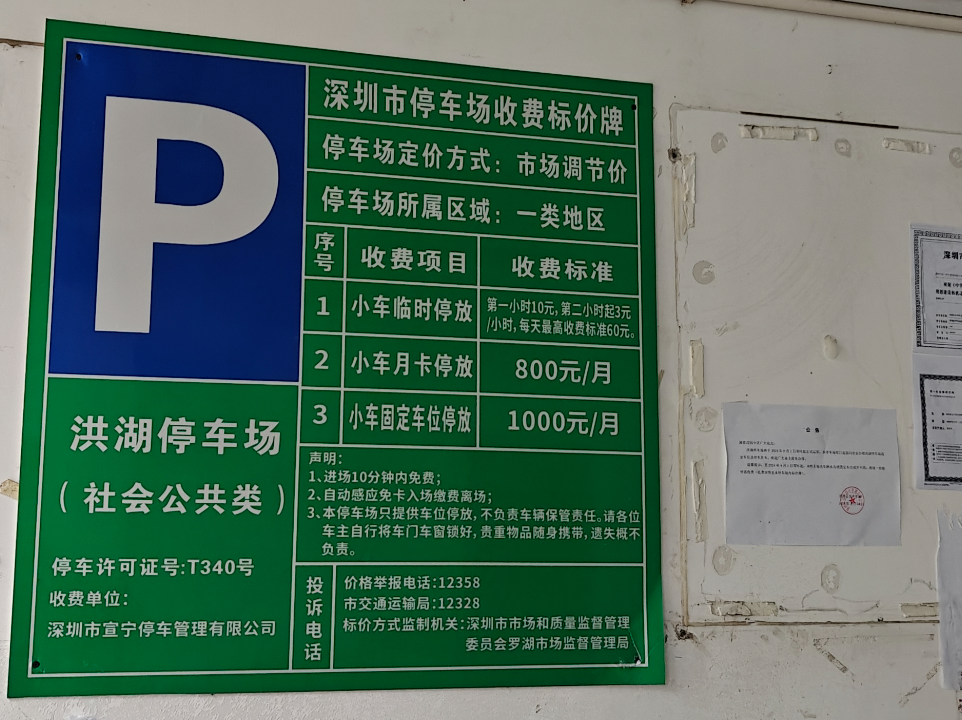 P
洪湖停车场
（社会公共类）
停车许可证号:T340号
收费单位：
深圳市宣宁停车管理有限公司
深圳市停车场收费标价牌
停车场定价方式：市场调节价
停车场所属区域：一类地区
序号 收费项目 收费标准
1 小车临时停放 第一小时10元,第二小时起3元
/小时,每天最高收费标准60元。
2 小车月卡停放 800元/月
3 小车固定车位停放 1000元/月
声明：
1、进场10分钟内免费；
2、自动感应免卡入场缴费离场；
3、本停车场只提供车位停放,不负责车辆保管责任。请各位
车主自行将车门车窗锁好,贵重物品随身携带,遗失概不
负责。
投诉电话
价格举报电话:12358
市交通运输局:12328
标价方式监制机关：深圳市市场和质量监督管理
委员会罗湖市场监督管理局
公告